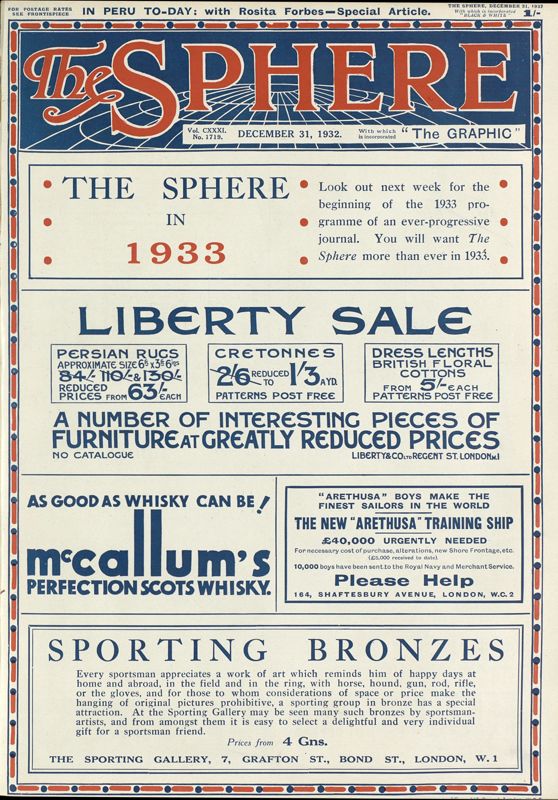 FOR POSTAGE RATES
SEE FRONTISPIECE
IN PERU TO-DAY: with Rosita Forbes—Special Article.
THE SPHERE, DECEMBER 31, 1932
With which is incorporated
"BLACK & WHITE"
1/-
The SPHERE
Vol. CXXXI.
No. 1719.
DECEMBER 31, 1932.
With which
is incorporated
"The GRAPHIC"
THE SPHERE
IN
1933
Look out next week for the
beginning of the 1933 pro-
gramme of an ever-progressive
journal. You will want The
Sphere more than ever in 1933.
LIBERTY SALE
PERSIAN RUGS
APPROXIMATE SIZE 6ft x 3ft 6ins
84/- 110/- & 130/-
REDUCED
PRICES FROM 63/- EACH
CRETONNES
2/6 REDUCED TO 1/3 A YD.
PATTERNS POST FREE
DRESS LENGTHS
BRITISH FLORAL
COTTONS
FROM 5/- EACH
PATTERNS POST FREE
A NUMBER OF INTERESTING PIECES OF
FURNITURE AT GREATLY REDUCED PRICES
NO CATALOGUE
LIBERTY & CO. LTD REGENT ST. LONDON W.1
AS GOOD AS WHISKY CAN BE!
mccallum's
PERFECTION SCOTS WHISKY.
"ARETHUSA" BOYS MAKE THE
FINEST SAILORS IN THE WORLD
THE NEW "ARETHUSA" TRAINING SHIP
£40,000 URGENTLY NEEDED
For necessary cost of purchase, alterations, new Shore Frontage, etc.
(£5,000 received to date).
10,000 boys have been sent to the Royal Navy and Merchant Service.
Please Help
164, SHAFTESBURY AVENUE, LONDON, W.C. 2
SPORTING BRONZES
Every sportsman appreciates a work of art which reminds him of happy days at
home and abroad, in the field and in the ring, with horse, hound, gun, rod, rifle,
or the gloves, and for those to whom considerations of space or price make the
hanging of original pictures prohibitive, a sporting group in bronze has a special
attraction. At the Sporting Gallery may be seen many such bronzes by sportsman-
artists, and from amongst them it is easy to select a delightful and very individual
gift for a sportsman friend.
Prices from 4 Gns.
THE SPORTING GALLERY, 7, GRAFTON ST., BOND ST., LONDON, W. 1